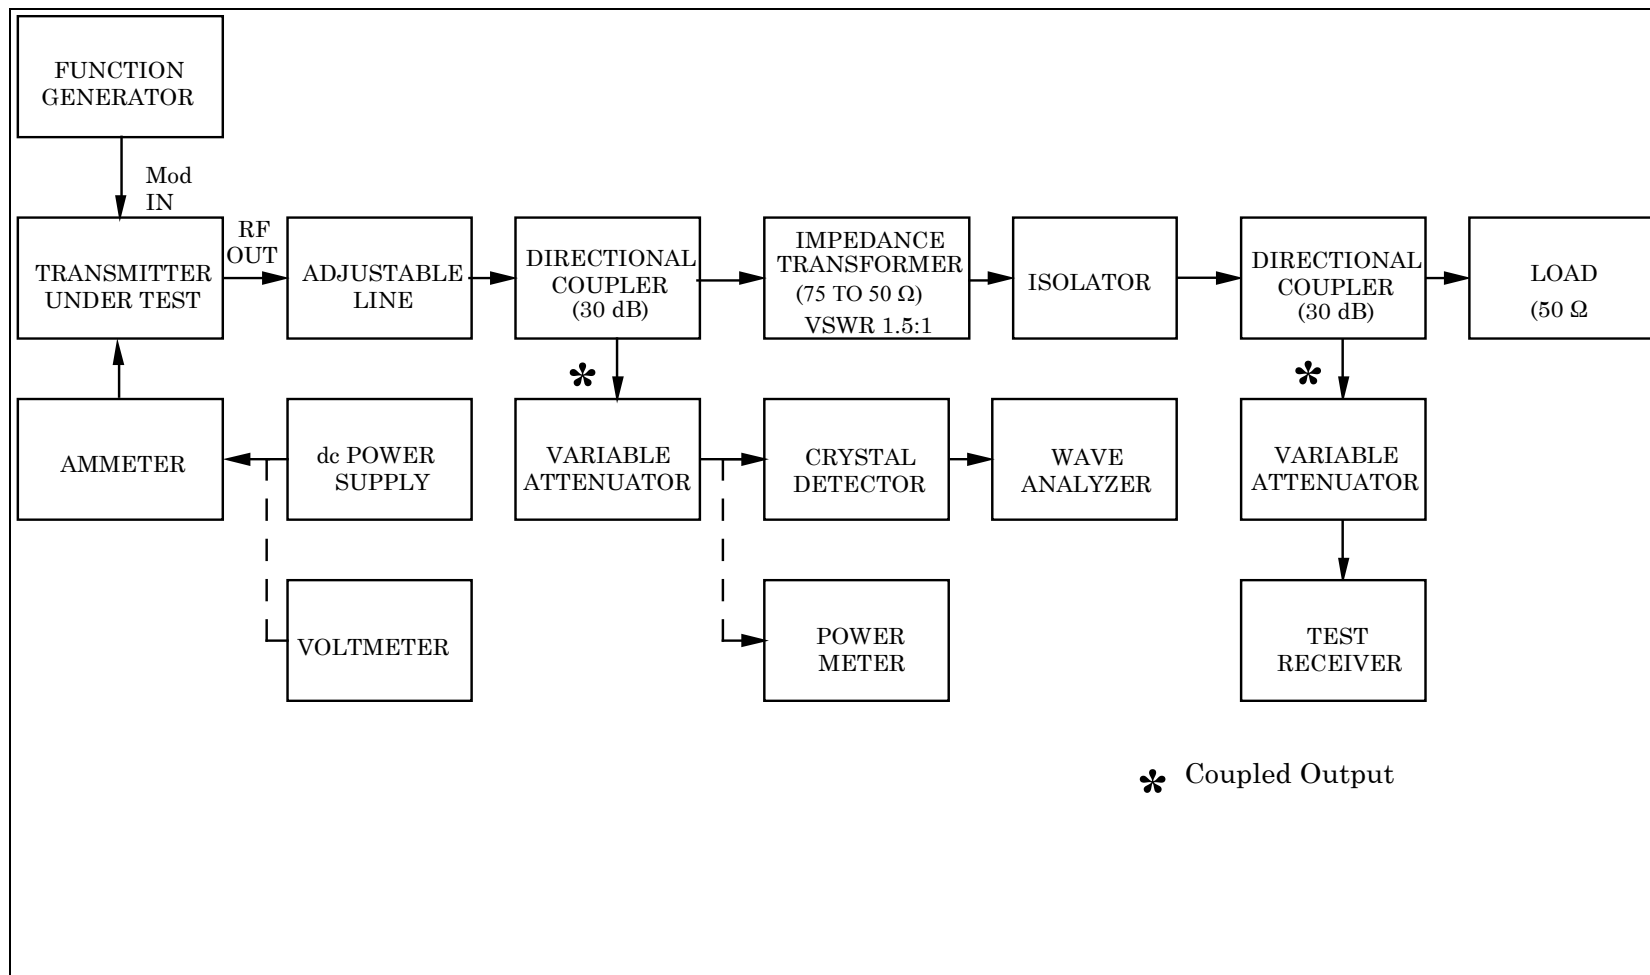 FUNCTION
GENERATOR
Mod
IN
RF
OUT
TRANSMITTER
UNDER TEST
ADJUSTABLE
LINE
DIRECTIONAL
COUPLER
(30 dB)
IMPEDANCE
TRANSFORMER
(75 TO 50 Ω)
VSWR 1.5:1
ISOLATOR
DIRECTIONAL
COUPLER
(30 dB)
LOAD
(50 Ω
*
*
AMMETER
dc POWER
SUPPLY
VARIABLE
ATTENUATOR
CRYSTAL
DETECTOR
WAVE
ANALYZER
VARIABLE
ATTENUATOR
VOLTMETER
POWER
METER
TEST
RECEIVER
* Coupled Output